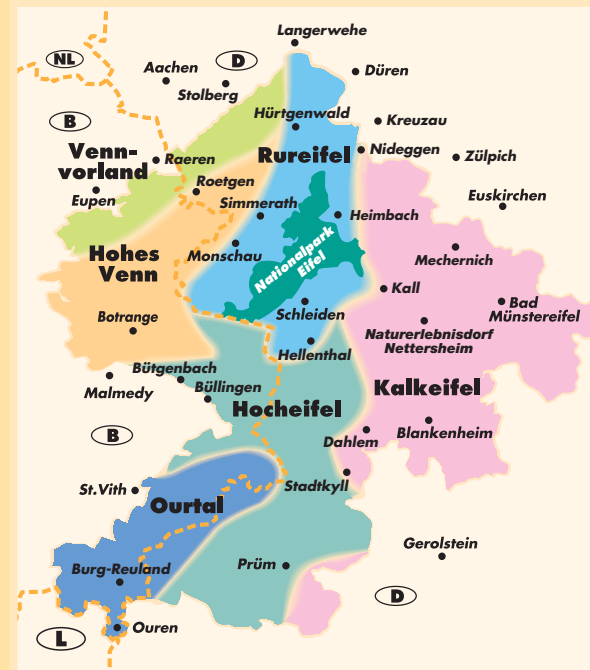 Langerwehe
NL
D
Aachen
Düren
Stolberg
Hürtgenwald
B
Kreuzau
Venn-
vorland
Raeren
Rureifel
Nideggen
Zülpich
Roetgen
Eupen
Simmerath
Euskirchen
Heimbach
Hohes
Venn
Monschau
Nationalpark
Eifel
Mechernich
Kall
Schleiden
Bad
Münstereifel
Botrange
Naturerlebnisdorf
Nettersheim
Hellenthal
Bütgenbach
Malmedy
Büllingen
Kalkeifel
Hocheifel
B
Dahlem
Blankenheim
St.Vith
Stadtkyll
Ourtal
Gerolstein
Burg-Reuland
Prüm
D
Ouren
L